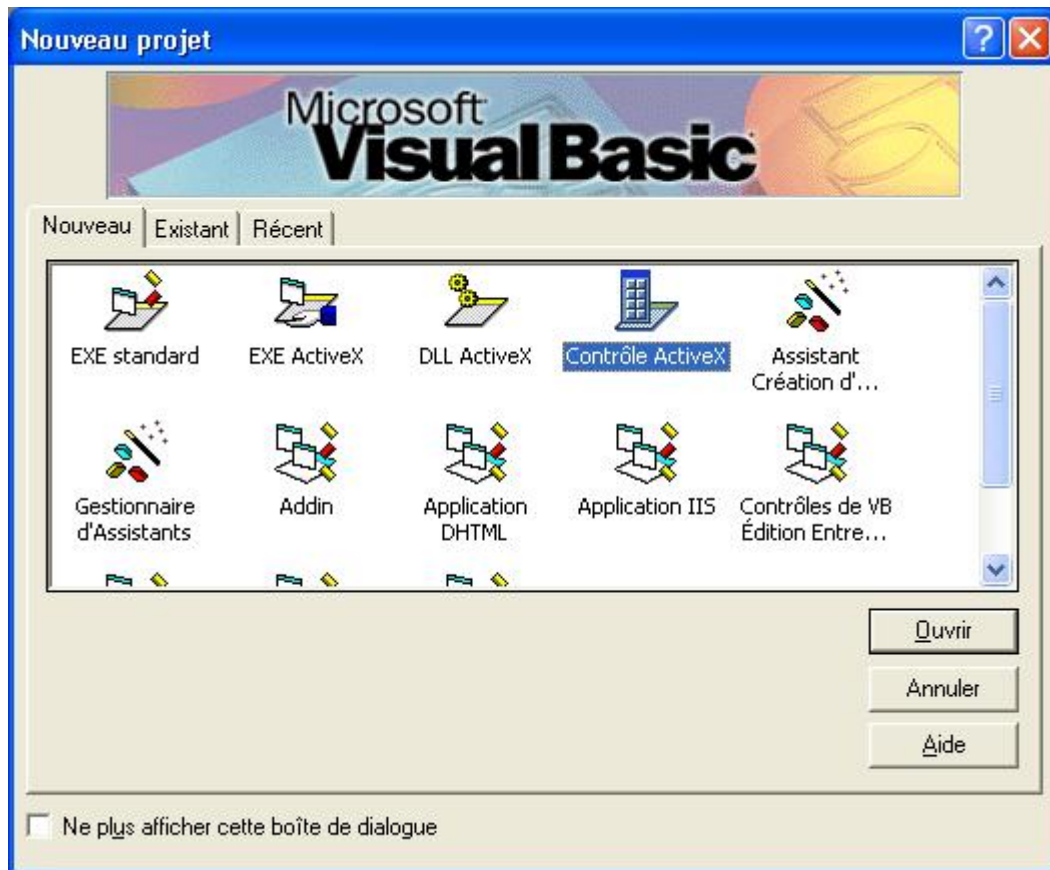 Nouveau projet
Microsoft
Visual Basic
Nouveau Existant Récent
EXE standard EXE ActiveX DLL ActiveX Contrôle ActiveX Assistant Création d'...
Gestionnaire d'Assistants Addin Application DHTML Application IIS Contrôles de VB Édition Entre...
Ouvrir
Annuler
Aide
Ne plus afficher cette boîte de dialogue